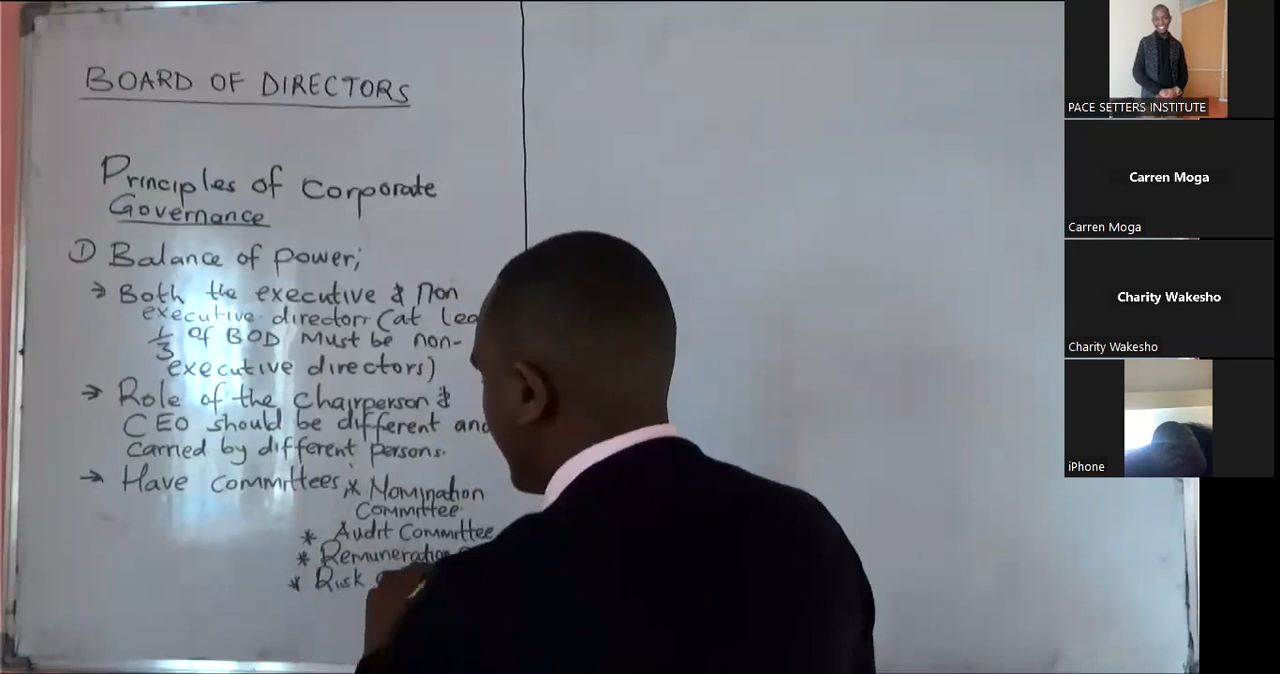 BOARD OF DIRECTORS
Principles of Corporate
Governance
① Balance of power;
→ Both the executive & Non
executive director (at
1/3 of BOD Must be non-
executive directors)
→ Role of the chairperson &
CEO should be different and
carried by different persons.
→ Have committees; * Nomination
Committee.
* Audit Committee
* Remuneration
* Risk
PACE SETTERS INSTITUTE
Carren Moga
Carren Moga
Charity Wakesho
Charity Wakesho
iPhone